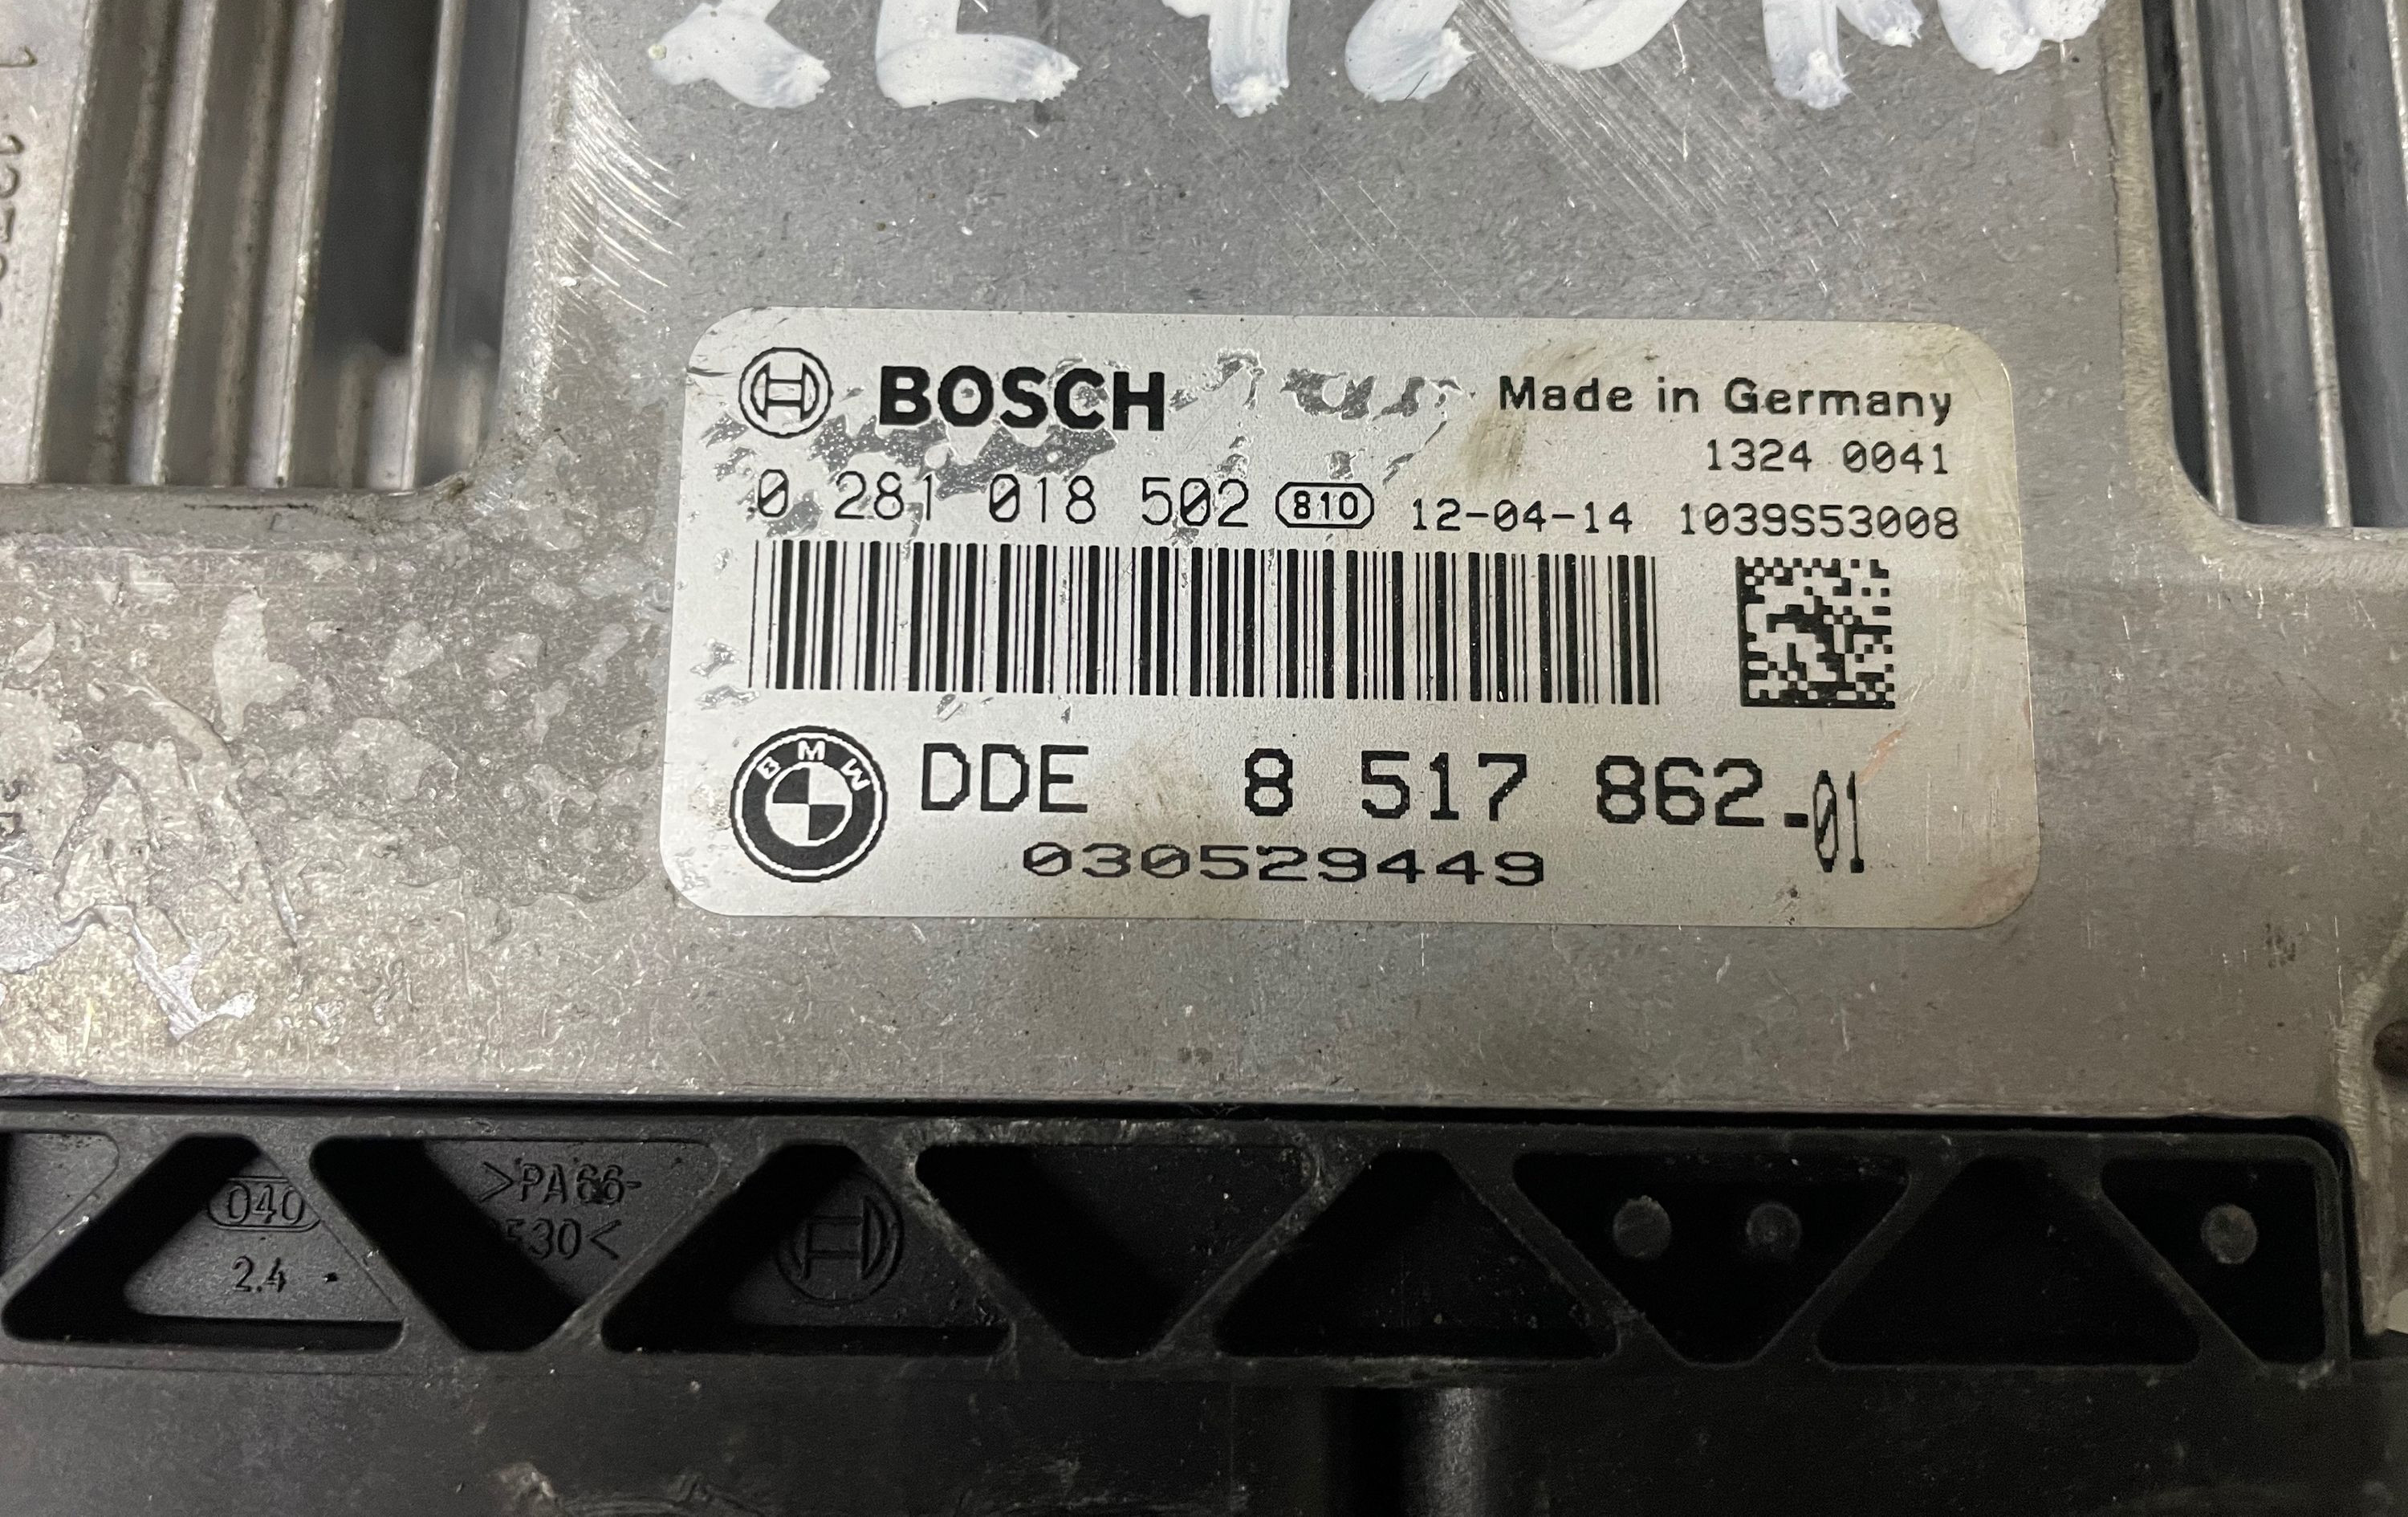 BOSCH
Made in Germany
1324 0041
0 281 018 502 810 12-04-14 1039S53008
BMW
DDE 8 517 862-01
030529449
040
>PA66-
2.4